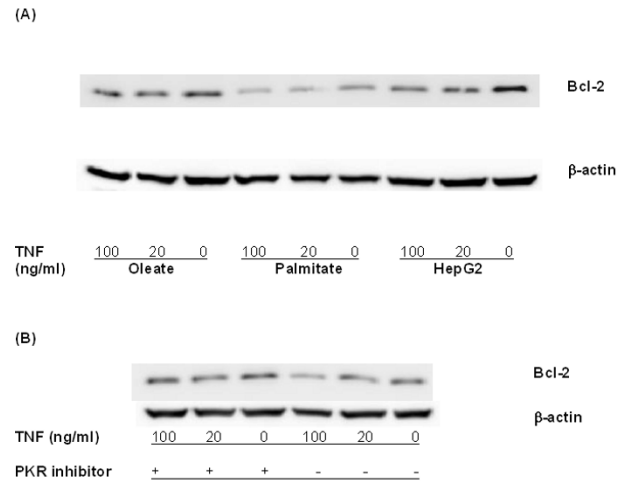 (A)
Bcl-2
β-actin
TNF (ng/ml)
100 20 0 100 20 0 100 20 0
Oleate Palmitate HepG2
(B)
Bcl-2
β-actin
TNF (ng/ml) 100 20 0 100 20 0
PKR inhibitor + + + - - -